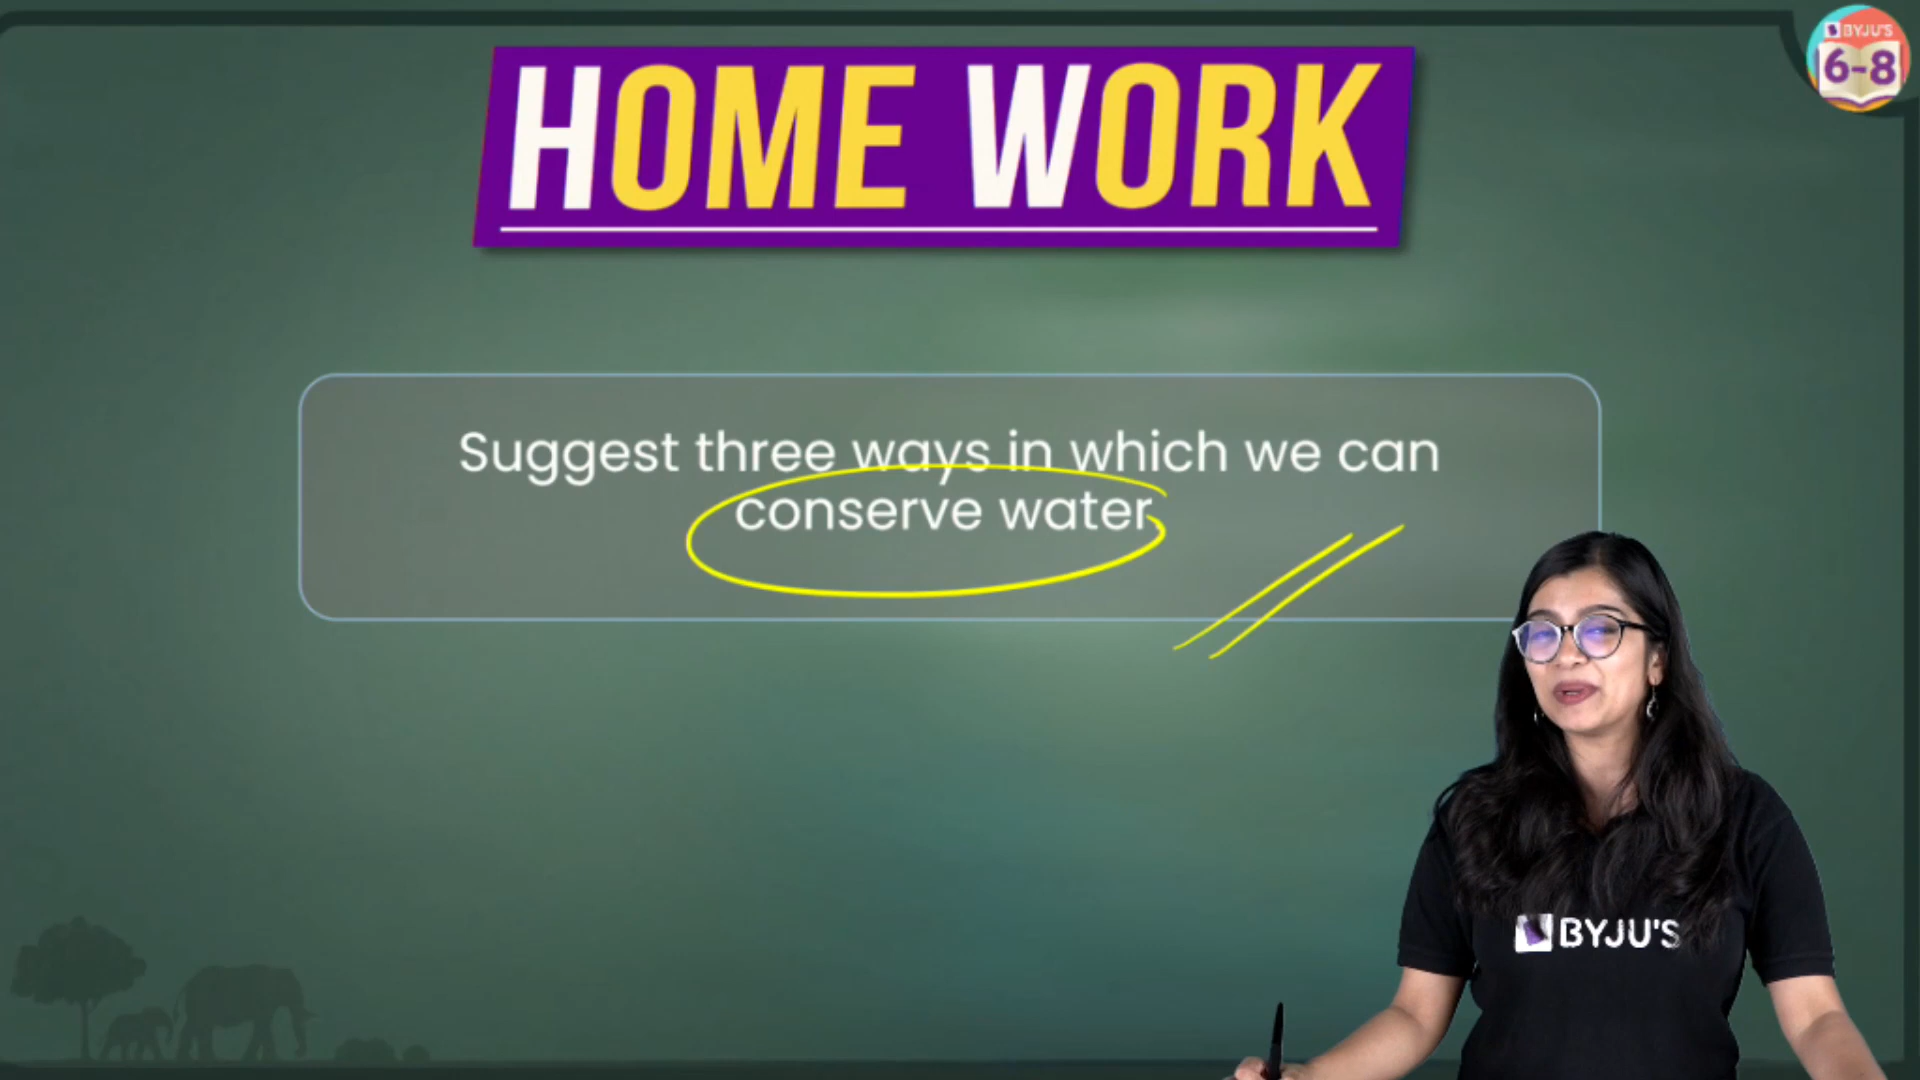 BYJU'S
6-8
HOME WORK
Suggest three ways in which we can
conserve water.
BYJU'S